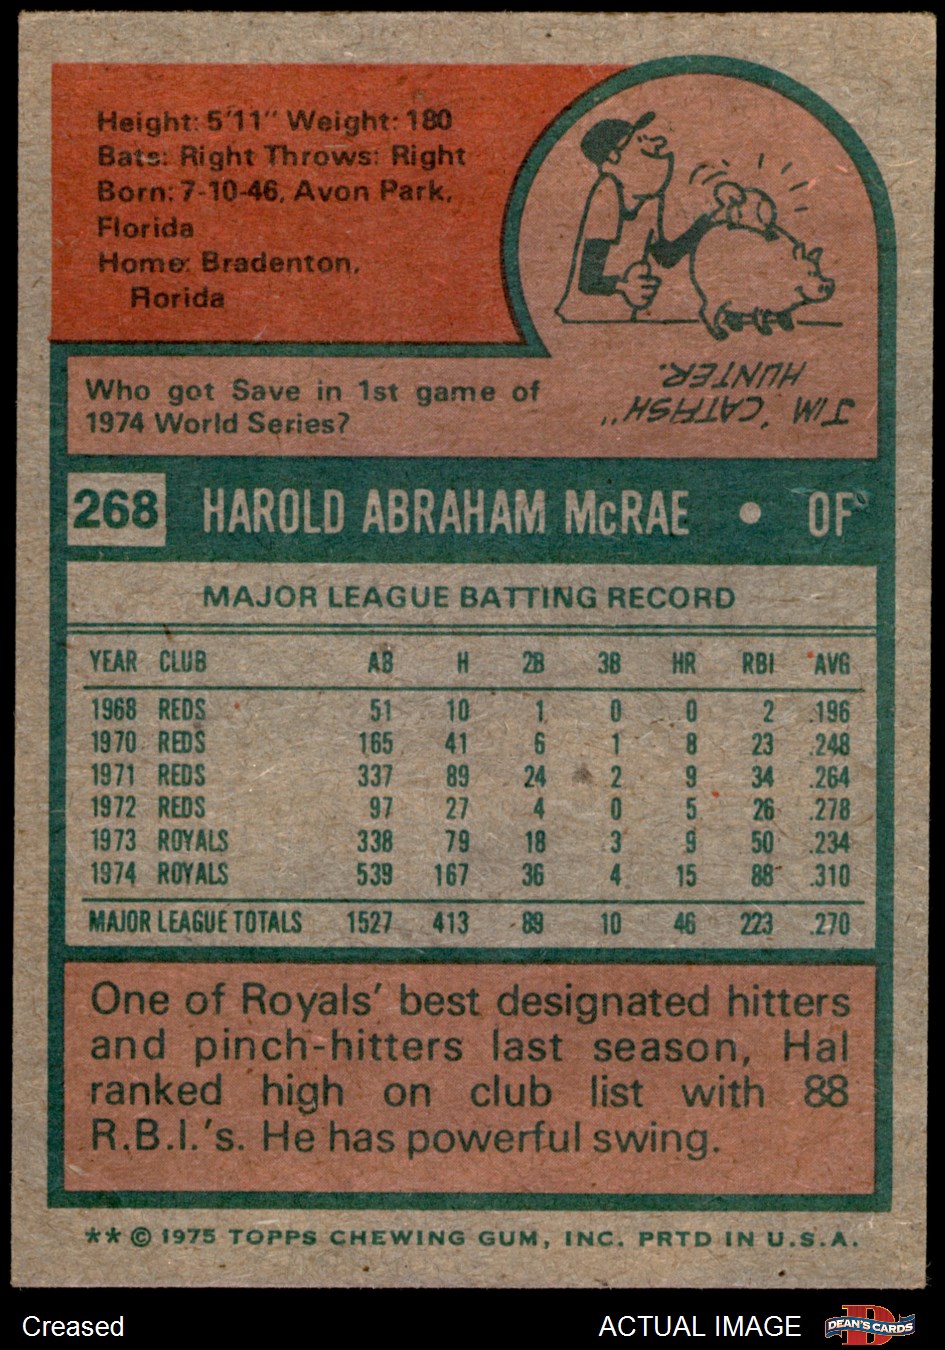 Height: 5'11" Weight: 180
Bats: Right Throws: Right
Born: 7-10-46, Avon Park,
Florida
Home: Bradenton,
Florida
Who got Save in 1st game of
1974 World Series?
JIM "CATFISH"
HUNTER.
268 HAROLD ABRAHAM McRAE • OF
MAJOR LEAGUE BATTING RECORD
YEAR CLUB AB H 2B 3B HR RBI AVG
1968 REDS 51 10 1 0 0 2 .196
1970 REDS 165 41 6 1 8 23 .248
1971 REDS 337 89 24 2 9 34 .264
1972 REDS 97 27 4 0 5 26 .278
1973 ROYALS 338 79 18 3 9 50 .234
1974 ROYALS 539 167 36 4 15 88 .310
MAJOR LEAGUE TOTALS 1527 413 89 10 46 223 .270
One of Royals' best designated hitters
and pinch-hitters last season, Hal
ranked high on club list with 88
R.B.I.'s. He has powerful swing.
** © 1975 TOPPS CHEWING GUM, INC. PRTD IN U.S.A.
Creased ACTUAL IMAGE DEAN'S CARDS